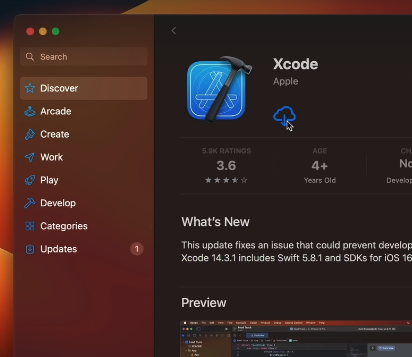 Search
Discover
Arcade
Create
Work
Play
Develop
Categories
Updates 1
Xcode
Apple
5.9K RATINGS
3.6
AGE
4+
Years Old
No
Develop
What's New
This update fixes an issue that could prevent develop
Xcode 14.3.1 includes Swift 5.8.1 and SDKs for iOS 16
Preview